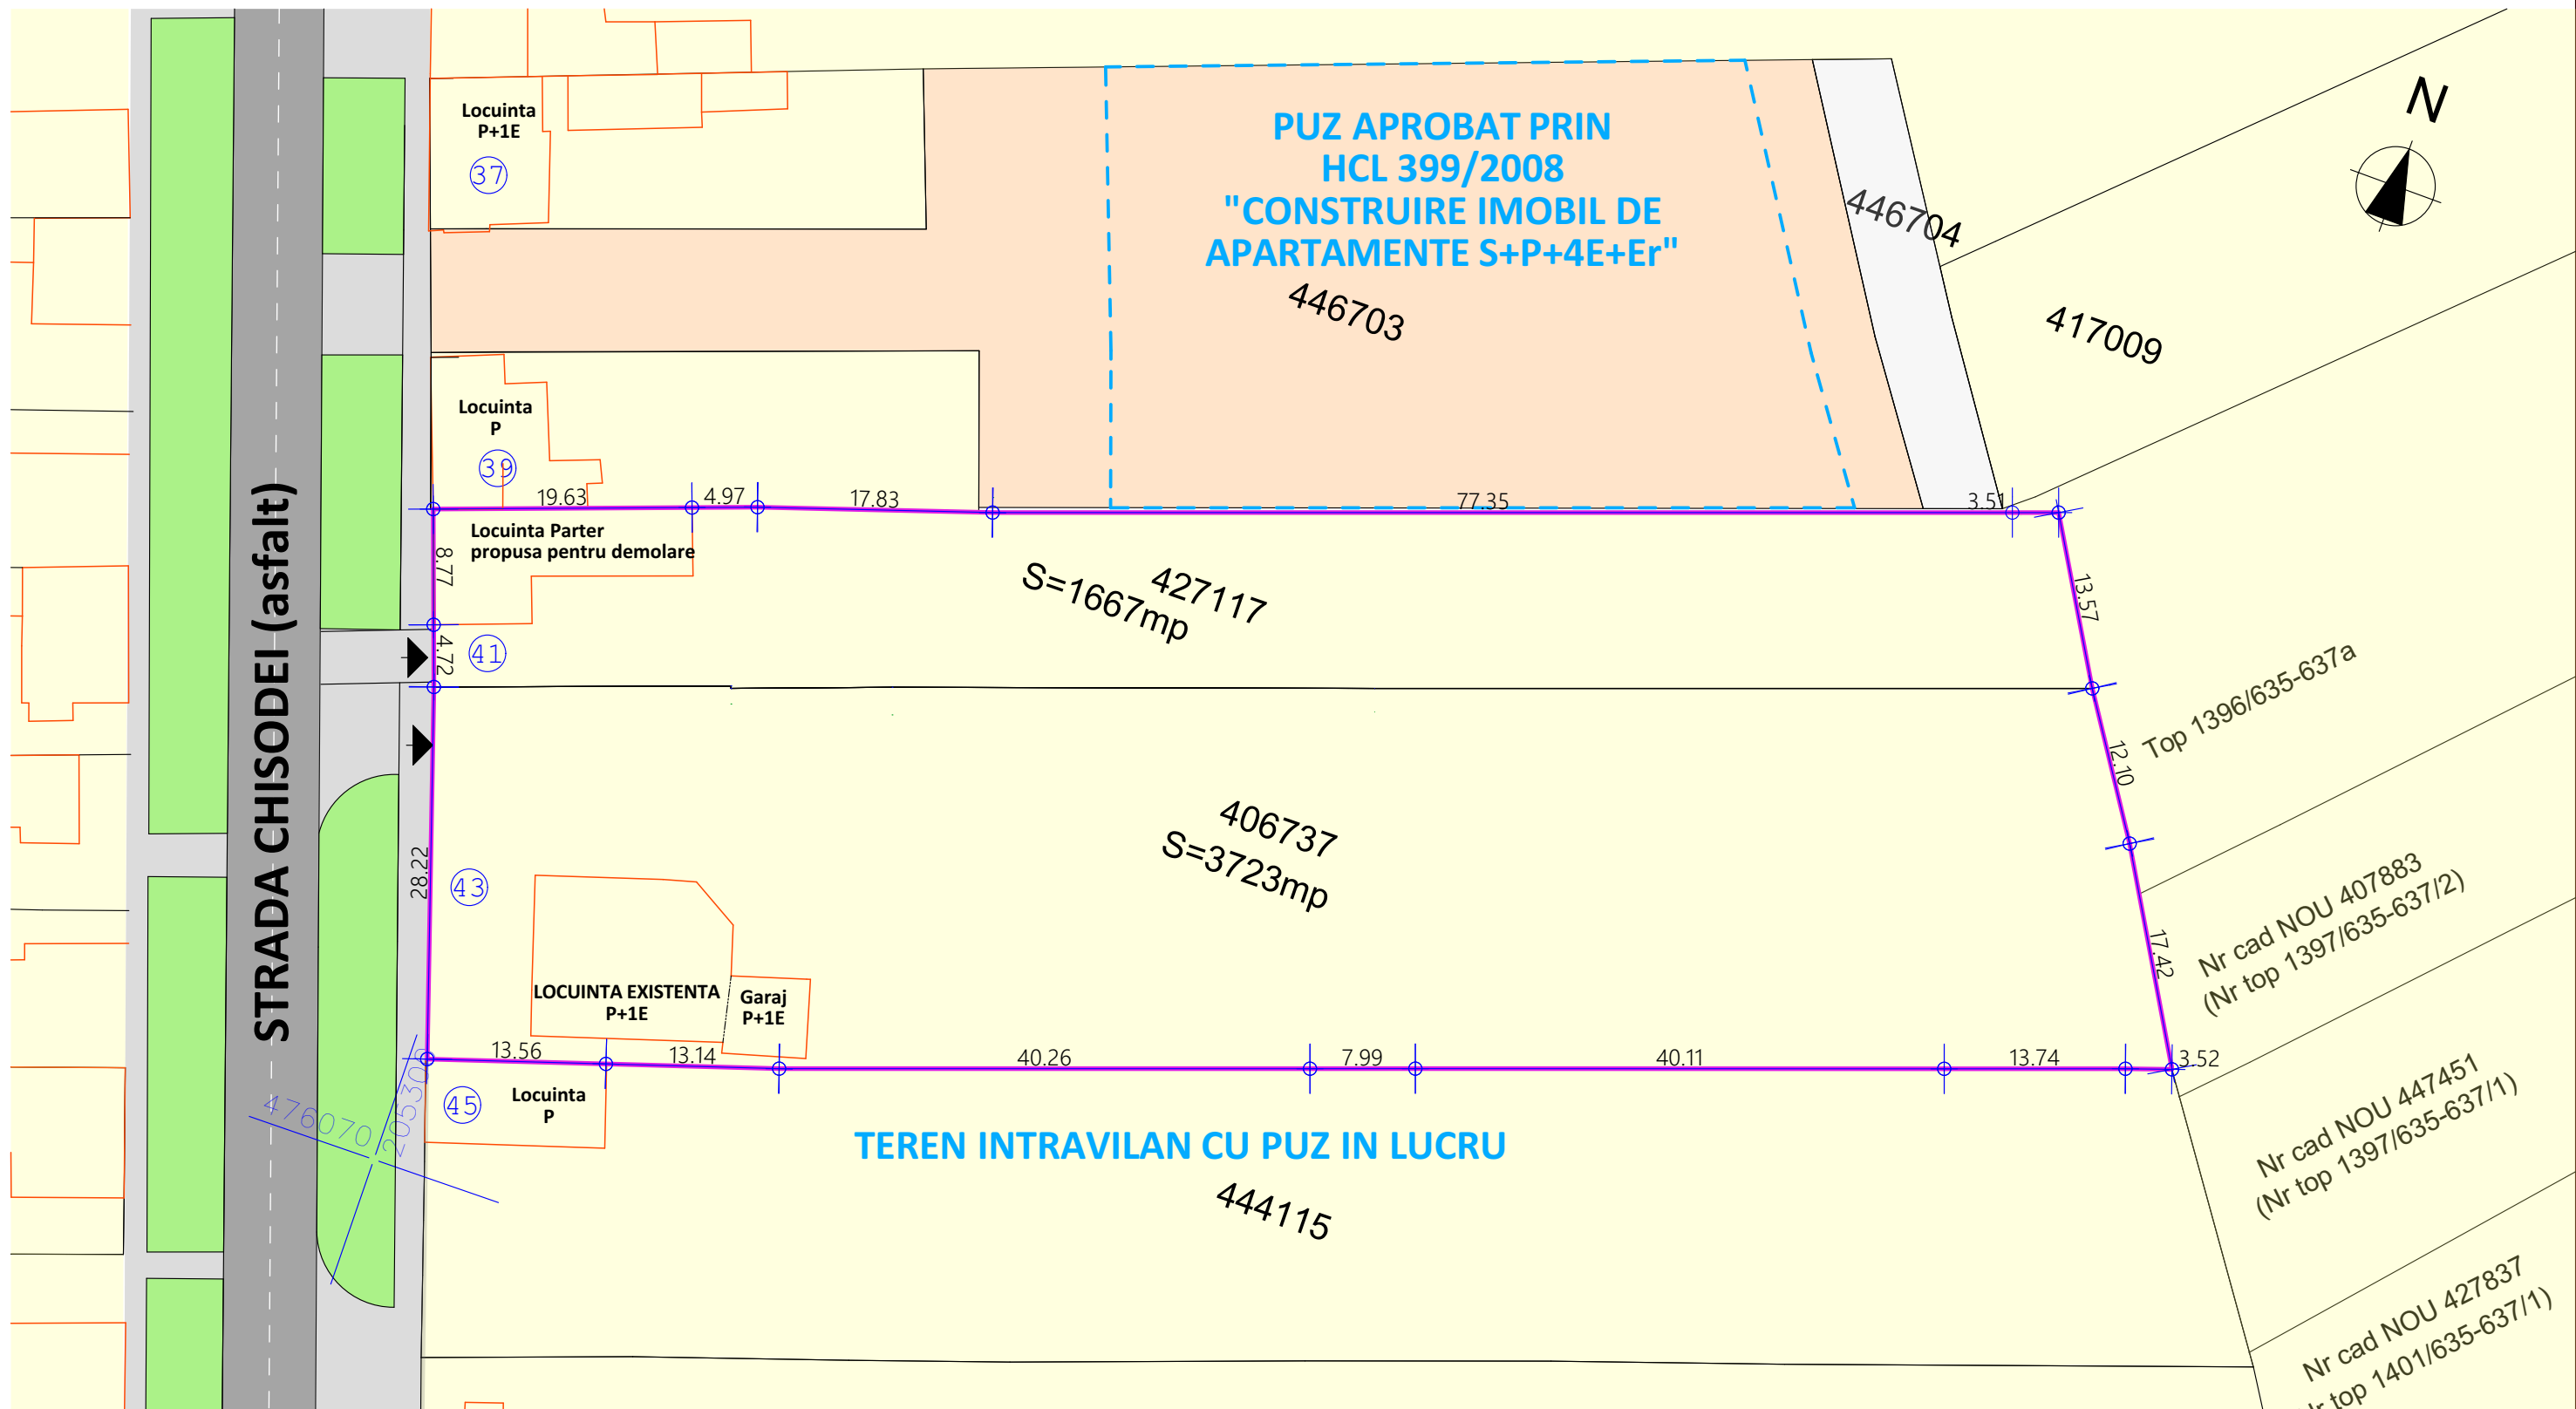 Locuinta
P+1E
37
PUZ APROBAT PRIN
HCL 399/2008
"CONSTRUIRE IMOBIL DE
APARTAMENTE S+P+4E+Er"
446703
446704
N
417009
Locuinta
P
39
19.63
4.97
17.83
77.35
3.51
Locuinta Parter
propusa pentru demolare
8.77
4.72
41
427117
S=1667mp
13.57
STRADA CHISODEI (asfalt)
Top 1396/635-637a
12.10
406737
S=3723mp
28.22
43
17.42
Nr cad NOU 407883
(Nr top 1397/635-637/2)
LOCUINTA EXISTENTA
P+1E
Garaj
P+1E
13.56
13.14
40.26
7.99
40.11
13.74
3.52
45
Locuinta
P
476070
TEREN INTRAVILAN CU PUZ IN LUCRU
444115
Nr cad NOU 447451
(Nr top 1397/635-637/1)
Nr cad NOU 427837
top 1401/635-637/1)